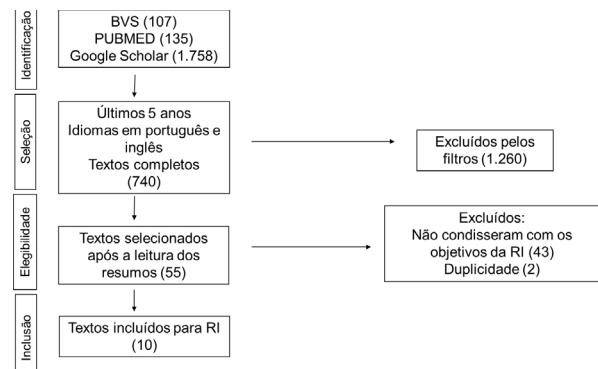 Identificação
BVS (107)
PUBMED (135)
Google Scholar (1.758)
Seleção
Últimos 5 anos
Idiomas em português e
inglês
Textos completos
(740)
Excluídos pelos
filtros (1.260)
Elegibilidade
Textos selecionados
após a leitura dos
resumos (55)
Excluídos:
Não condisseram com os
objetivos da RI (43)
Duplicidade (2)
Inclusão
Textos incluídos para RI
(10)